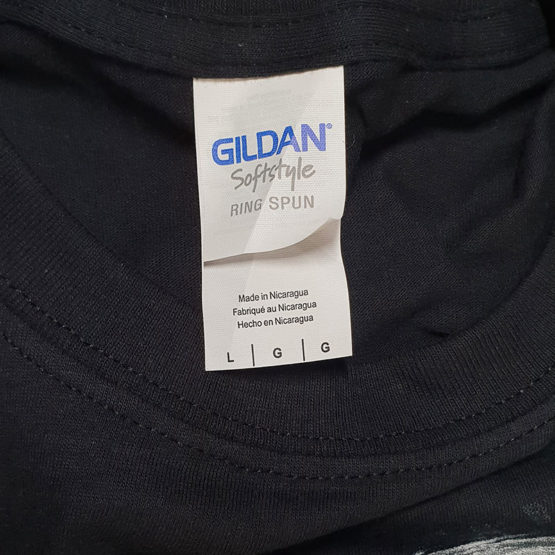 GILDAN®
Softstyle
RING SPUN
Made in Nicaragua
Fabriqué au Nicaragua
Hecho en Nicaragua
L | G | G